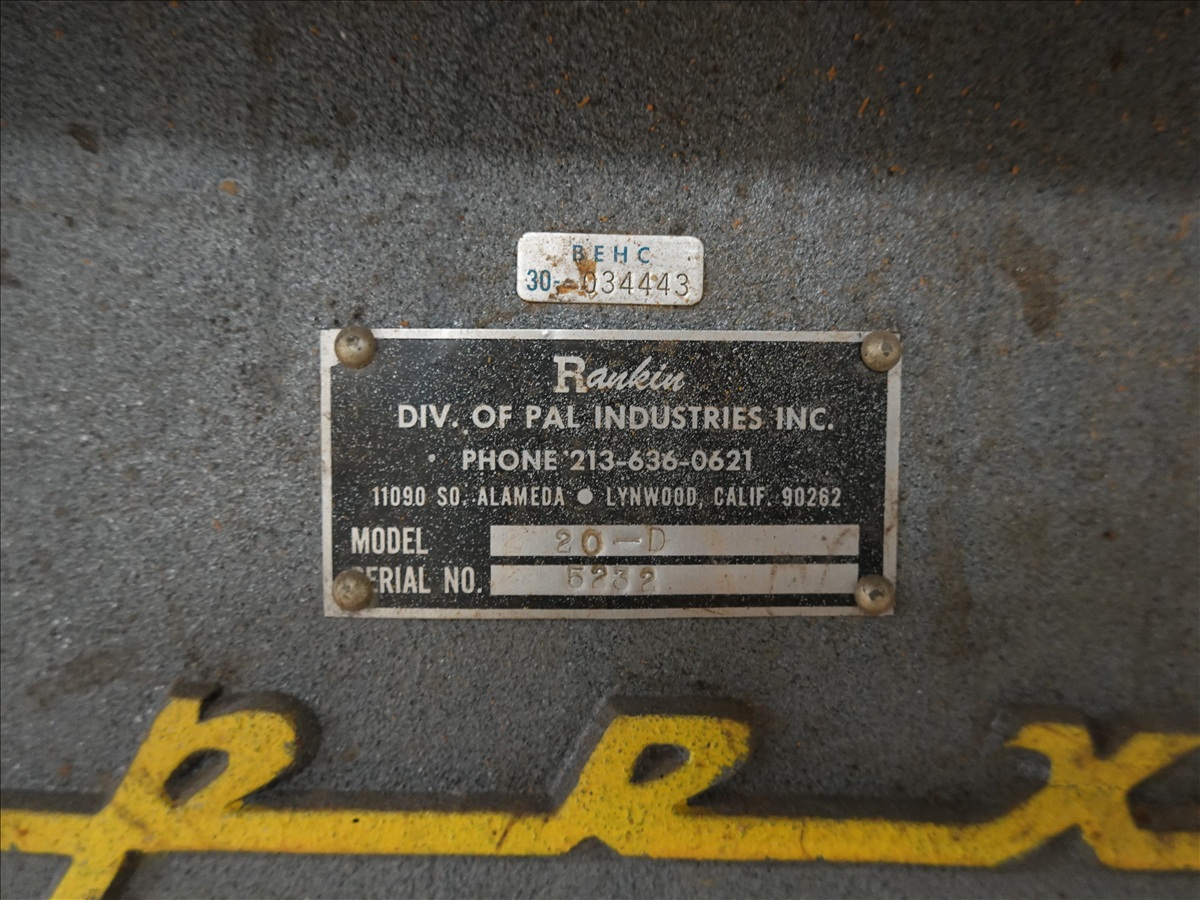 BEHC
30-034443
Rankin
DIV. OF PAL INDUSTRIES INC.
PHONE 213-636-0621
11090 SO. ALAMEDA ● LYNWOOD, CALIF. 90262
MODEL 20-D
SERIAL NO. 5232
pex